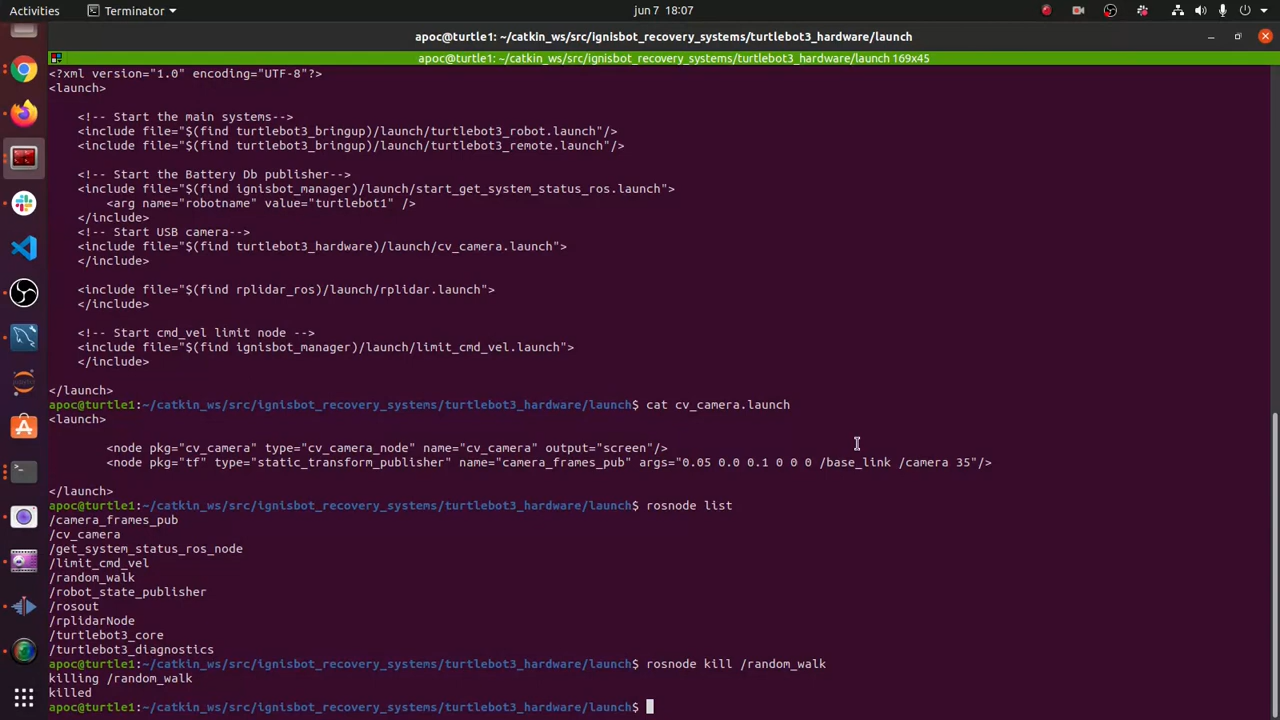 Activities
Terminator
jun 7 18:07
apoc@turtle1: ~/catkin_ws/src/ignisbot_recovery_systems/turtlebot3_hardware/launch
apoc@turtle1: ~/catkin_ws/src/ignisbot_recovery_systems/turtlebot3_hardware/launch 169x45
<?xml version="1.0" encoding="UTF-8"?>
<launch>
    <!-- Start the main systems-->
    <include file="$(find turtlebot3_bringup)/launch/turtlebot3_robot.launch"/>
    <include file="$(find turtlebot3_bringup)/launch/turtlebot3_remote.launch"/>
    <!-- Start the Battery Db publisher-->
    <include file="$(find ignisbot_manager)/launch/start_get_system_status_ros.launch">
        <arg name="robotname" value="turtlebot1" />
    </include>
    <!-- Start USB camera-->
    <include file="$(find turtlebot3_hardware)/launch/cv_camera.launch">
    </include>
    <include file="$(find rplidar_ros)/launch/rplidar.launch">
    </include>
    <!-- Start cmd_vel limit node -->
    <include file="$(find ignisbot_manager)/launch/limit_cmd_vel.launch">
    </include>
</launch>
apoc@turtle1:~/catkin_ws/src/ignisbot_recovery_systems/turtlebot3_hardware/launch$ cat cv_camera.launch
<launch>
        <node pkg="cv_camera" type="cv_camera_node" name="cv_camera" output="screen"/>
        <node pkg="tf" type="static_transform_publisher" name="camera_frames_pub" args="0.05 0.0 0.1 0 0 0 /base_link /camera 35"/>
</launch>
apoc@turtle1:~/catkin_ws/src/ignisbot_recovery_systems/turtlebot3_hardware/launch$ rosnode list
/camera_frames_pub
/cv_camera
/get_system_status_ros_node
/limit_cmd_vel
/random_walk
/robot_state_publisher
/rosout
/rplidarNode
/turtlebot3_core
/turtlebot3_diagnostics
apoc@turtle1:~/catkin_ws/src/ignisbot_recovery_systems/turtlebot3_hardware/launch$ rosnode kill /random_walk
killing /random_walk
killed
apoc@turtle1:~/catkin_ws/src/ignisbot_recovery_systems/turtlebot3_hardware/launch$